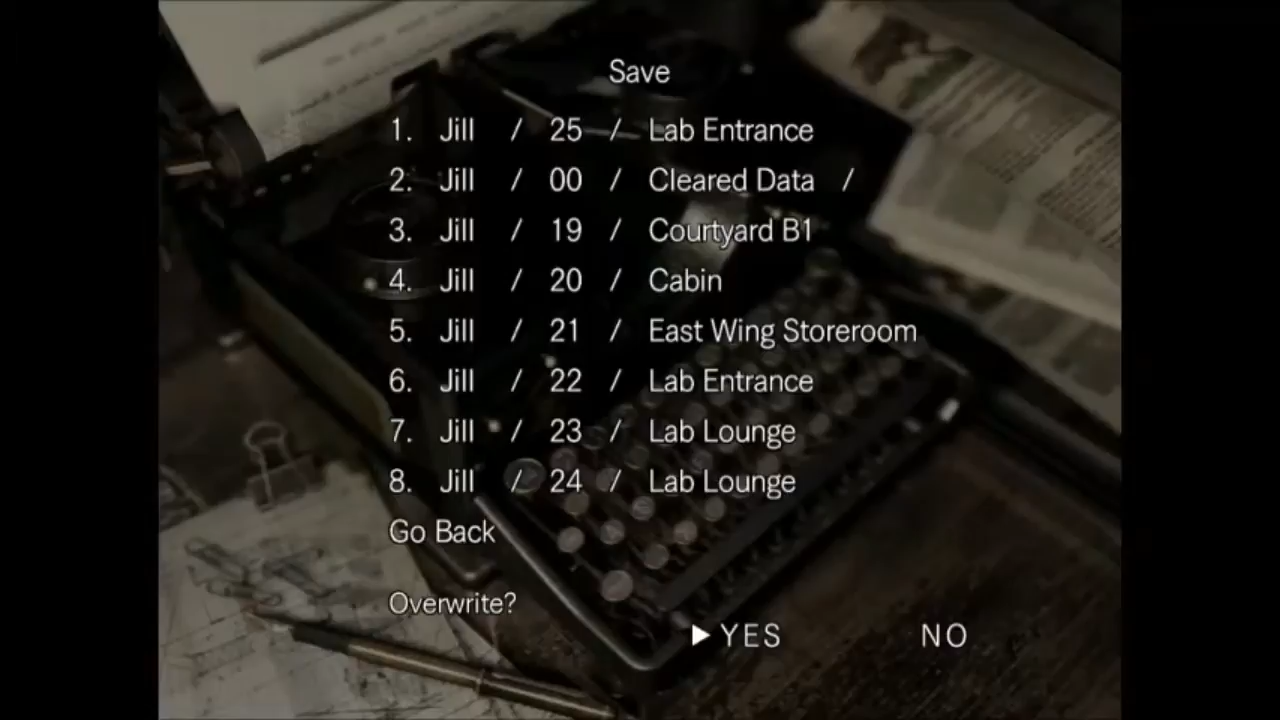 Save
1. Jill / 25 / Lab Entrance
2. Jill / 00 / Cleared Data /
3. Jill / 19 / Courtyard B1
4. Jill / 20 / Cabin
5. Jill / 21 / East Wing Storeroom
6. Jill / 22 / Lab Entrance
7. Jill / 23 / Lab Lounge
8. Jill / 24 / Lab Lounge
Go Back
Overwrite?
YES NO